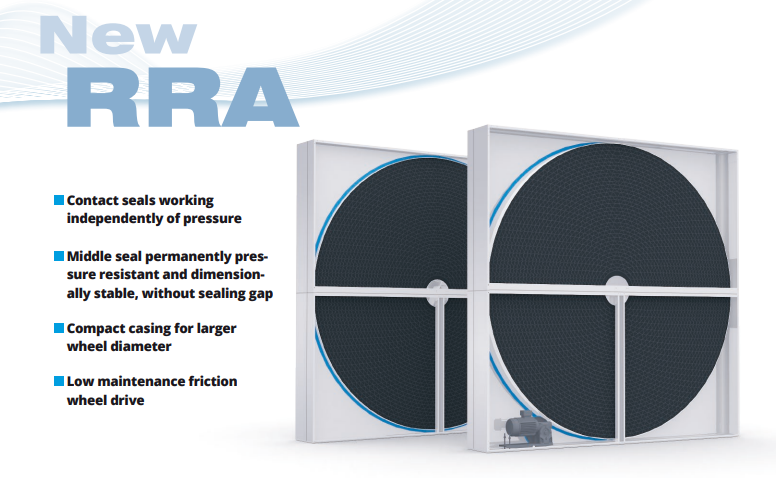 New
RRA
Contact seals working
independently of pressure
Middle seal permanently pres-
sure resistant and dimension-
ally stable, without sealing gap
Compact casing for larger
wheel diameter
Low maintenance friction
wheel drive